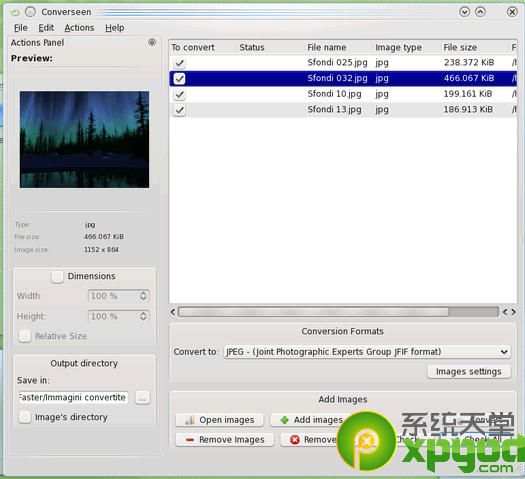 Converseen
File Edit Actions Help
Actions Panel
Preview:
Type: jpg
File size: 466.067 KiB
Image size: 1152 x 864
Dimensions
Width: 100 %
Height: 100 %
Relative Size
Output directory
Save in:
Faster/Immagini convertite
...
Image's directory
To convert Status File name Image type File size
Sfondi 025.jpg jpg 238.372 KiB /h
Sfondi 032.jpg jpg 466.067 KiB /h
Sfondi 10.jpg jpg 199.161 KiB /h
Sfondi 13.jpg jpg 186.913 KiB /h
Conversion Formats
Convert to: JPEG - (Joint Photographic Experts Group JFIF format)
Images settings
Add Images
Open images Add images
Remove Images Remove Check Check All
系统天堂
xpgod